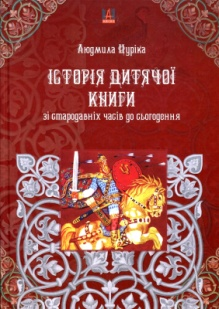 Людмила Цуріка
ІСТОРІЯ ДИТЯЧОЇ
КНИГИ
зі стародавніх часів до сьогодення